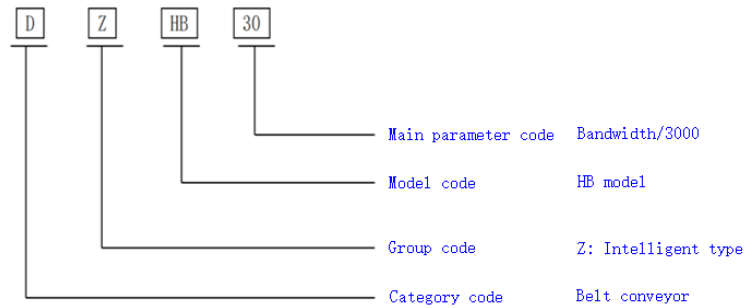 D Z HB 30
Main parameter code Bandwidth/3000
Model code HB model
Group code Z: Intelligent type
Category code Belt conveyor